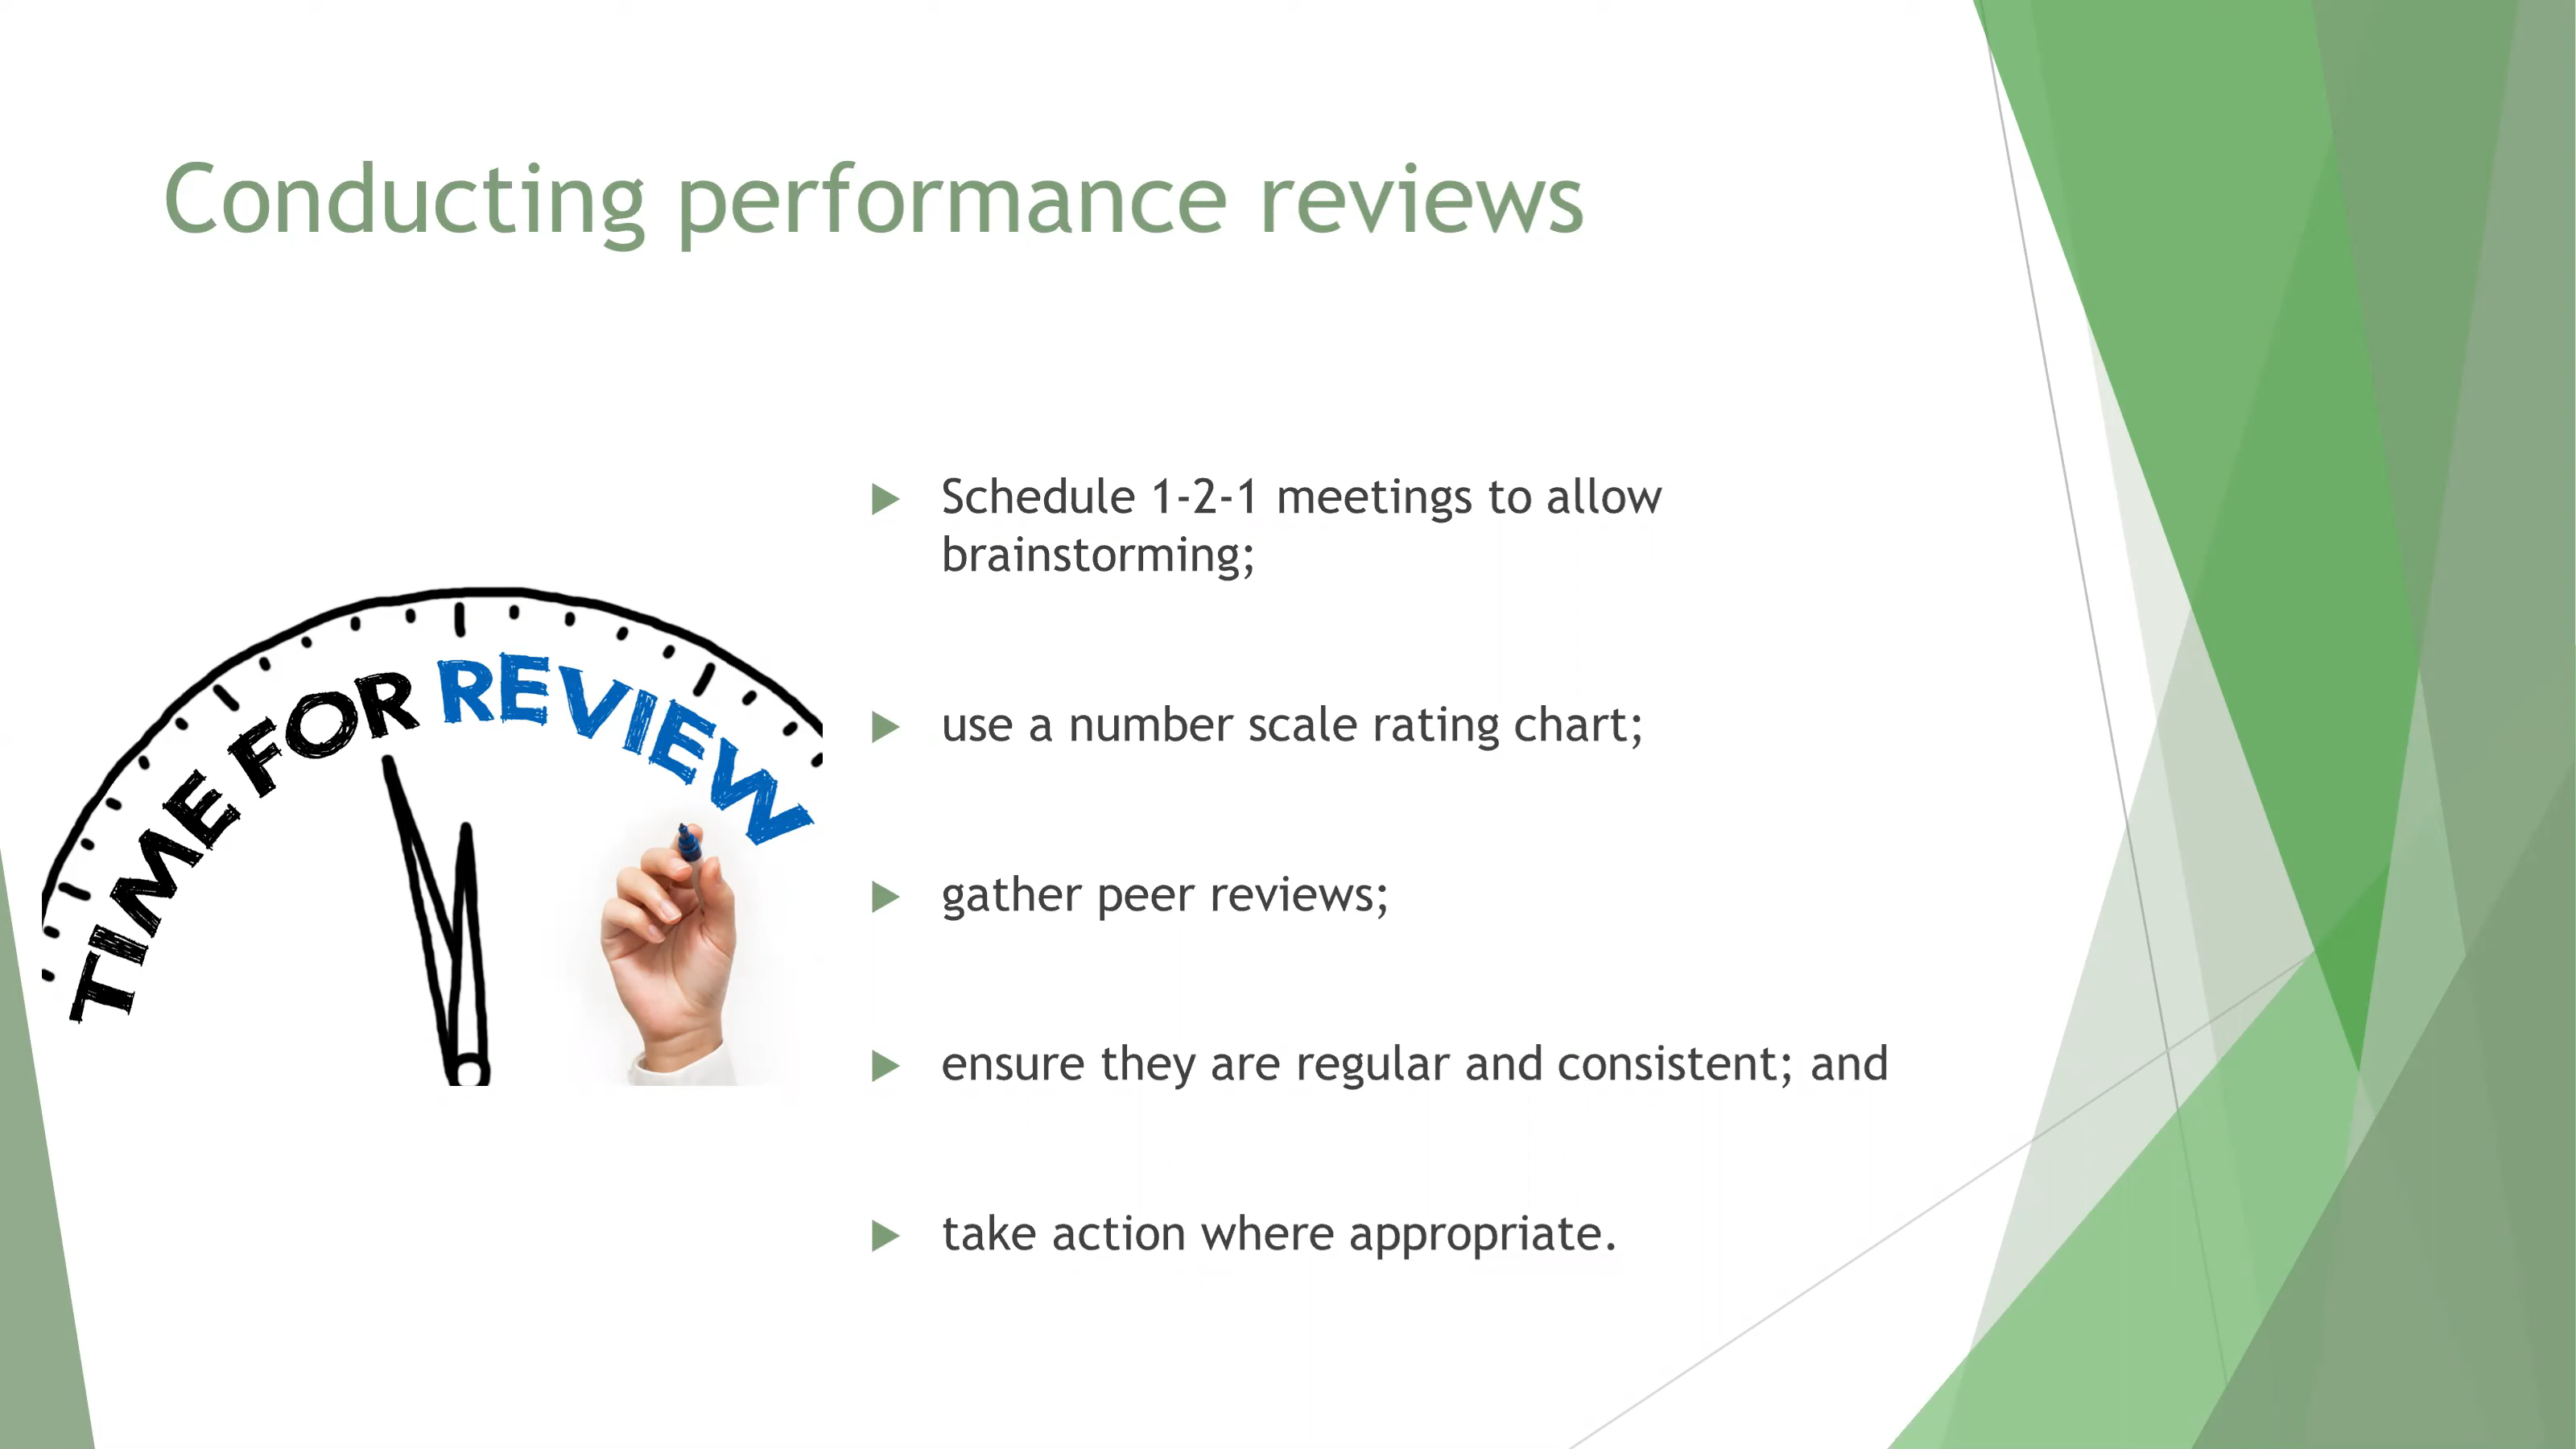 Conducting performance reviews
TIME FOR REVIEW
Schedule 1-2-1 meetings to allow
brainstorming;
use a number scale rating chart;
gather peer reviews;
ensure they are regular and consistent; and
take action where appropriate.